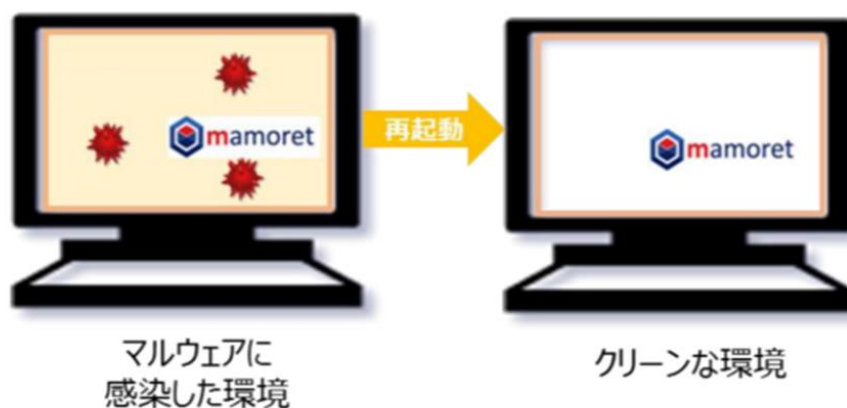 mamoret
再起動
mamoret
マルウェアに
感染した環境
クリーンな環境